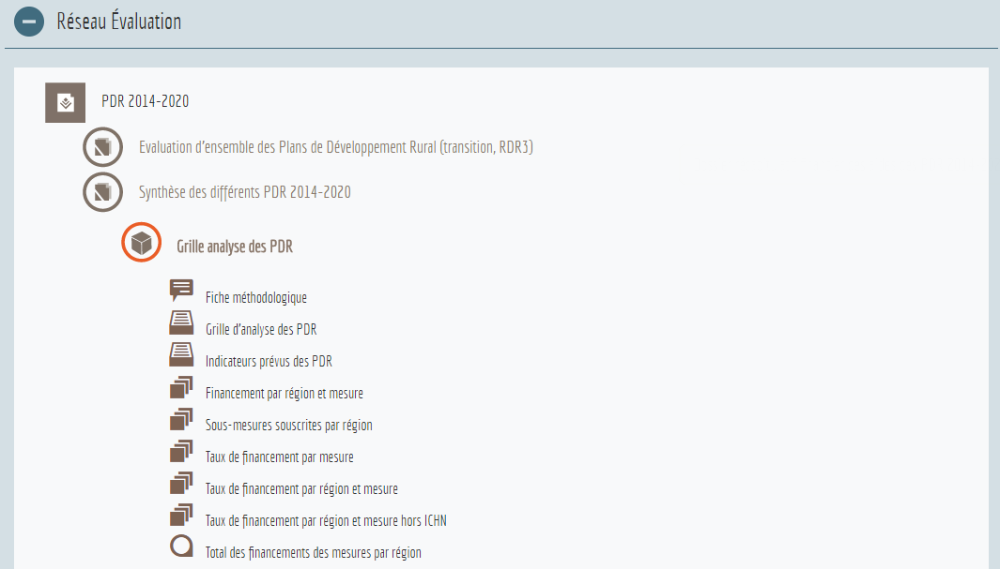 Réseau Évaluation
PDR 2014-2020
Evaluation d'ensemble des Plans de Développement Rural (transition, RDR3)
Synthèse des différents PDR 2014-2020
Grille analyse des PDR
Fiche méthodologique
Grille d'analyse des PDR
Indicateurs prévus des PDR
Financement par région et mesure
Sous-mesures souscrites par région
Taux de financement par mesure
Taux de financement par région et mesure
Taux de financement par région et mesure hors ICHN
Total des financements des mesures par région